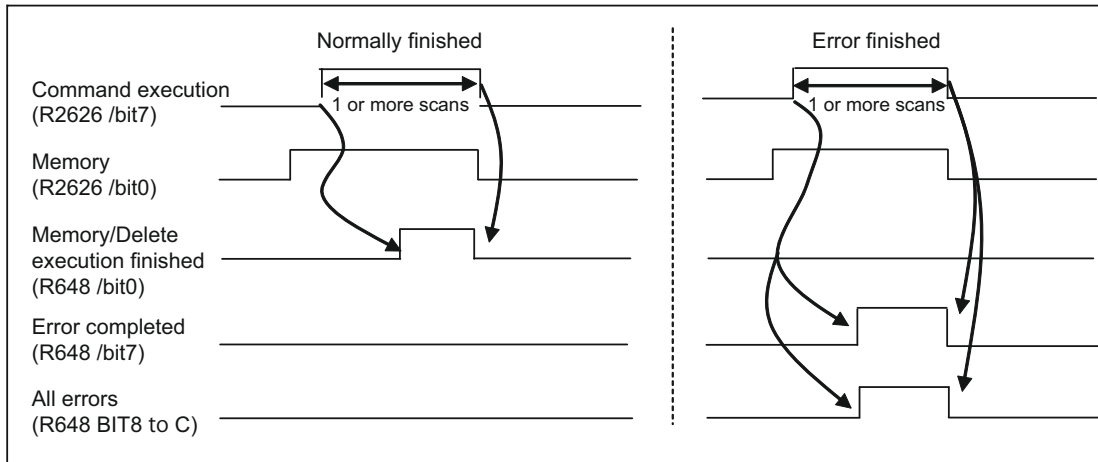 Normally finished
Error finished
Command execution
(R2626 /bit7)
1 or more scans
1 or more scans
Memory
(R2626 /bit0)
Memory/Delete
execution finished
(R648 /bit0)
Error completed
(R648 /bit7)
All errors
(R648 BIT8 to C)